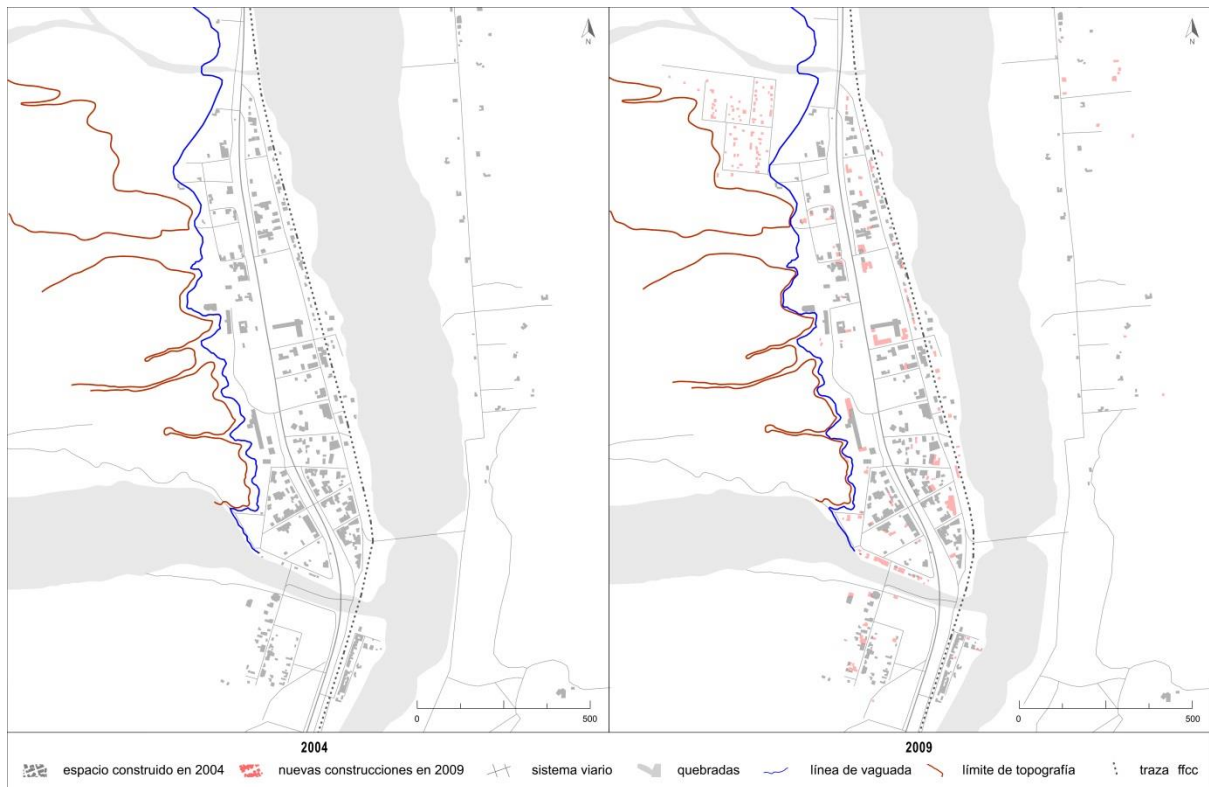 N
N
0 500
0 500
2004
2009
espacio construido en 2004 nuevas construcciones en 2009 sistema viario quebradas línea de vaguada límite de topografía traza ffcc